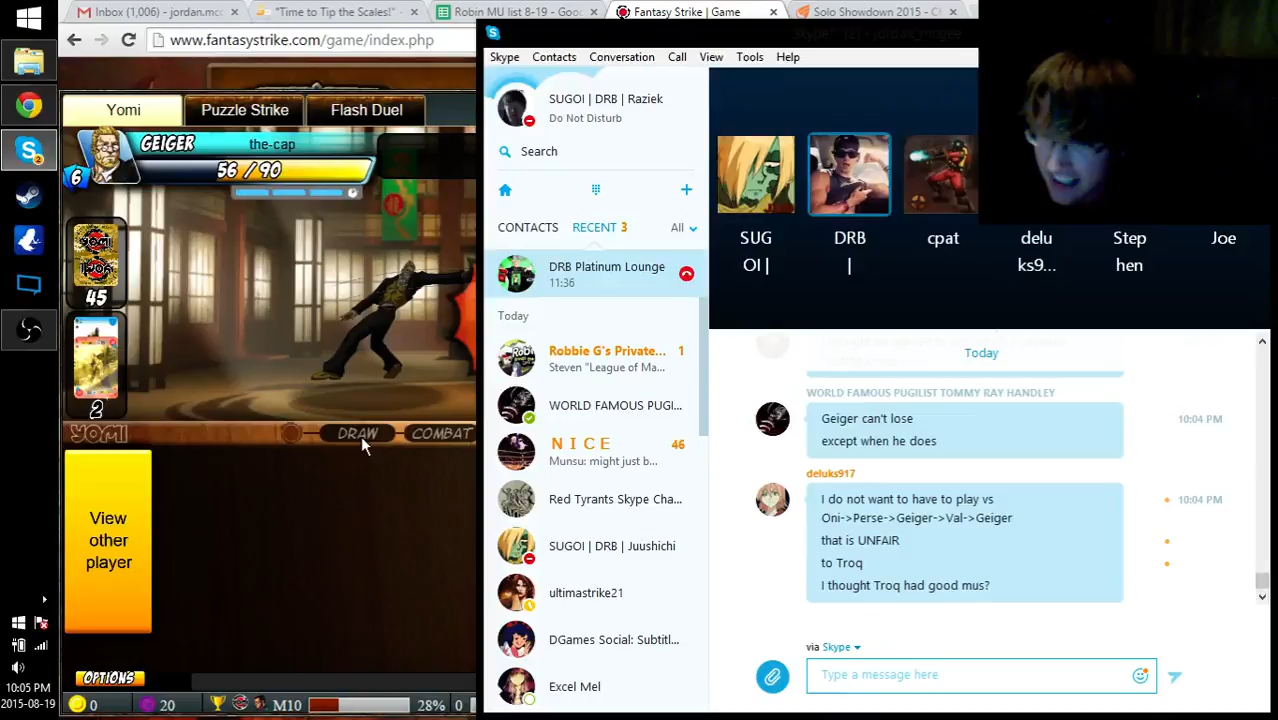 Inbox (1,006) - jordan.mc
"Time to Tip the Scales!"
Robin MU list 8-19 - Goo
Fantasy Strike | Game
Solo Showdown 2015 - C
www.fantasystrike.com/game/index.php
Skype
Contacts
Conversation
Call
View
Tools
Help
Yomi
Puzzle Strike
Flash Duel
GEIGER
the-cap
56 / 90
6
45
2
YOMI
DRAW
COMBAT
View
other
player
OPTIONS
0
20
M10
28%
0
10:05 PM
2015-08-19
SUGOI | DRB | Raziek
Do Not Disturb
Search
CONTACTS
RECENT 3
All
DRB Platinum Lounge
11:36
Today
Robbie G's Private...
1
Steven "League of Ma...
WORLD FAMOUS PUGI...
N I C E
46
Munsu: might just b...
Red Tyrants Skype Cha...
SUGOI | DRB | Juushichi
ultimastrike21
DGames Social: Subtitl...
Excel Mel
SUG
OI |
DRB
|
cpat
delu
ks9...
Step
hen
Joe
Today
WORLD FAMOUS PUGILIST TOMMY RAY HANDLEY
Geiger can't lose
except when he does
10:04 PM
deluks917
I do not want to have to play vs
Oni->Perse->Geiger->Val->Geiger
that is UNFAIR
to Troq
I thought Troq had good mus?
10:04 PM
via Skype
Type a message here